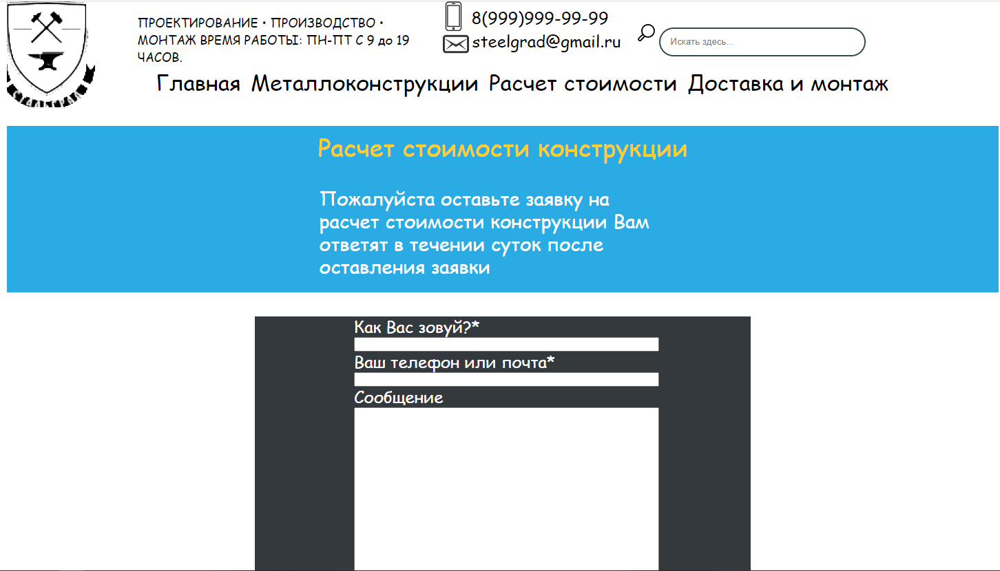 ПРОЕКТИРОВАНИЕ • ПРОИЗВОДСТВО •
МОНТАЖ ВРЕМЯ РАБОТЫ: ПН-ПТ С 9 до 19
ЧАСОВ.
8(999)999-99-99
steelgrad@gmail.ru
Искать здесь...
Главная Металлоконструкции Расчет стоимости Доставка и монтаж
Расчет стоимости конструкции
Пожалуйста оставьте заявку на
расчет стоимости конструкции Вам
ответят в течении суток после
оставления заявки
Как Вас зовуй?*
Ваш телефон или почта*
Сообщение